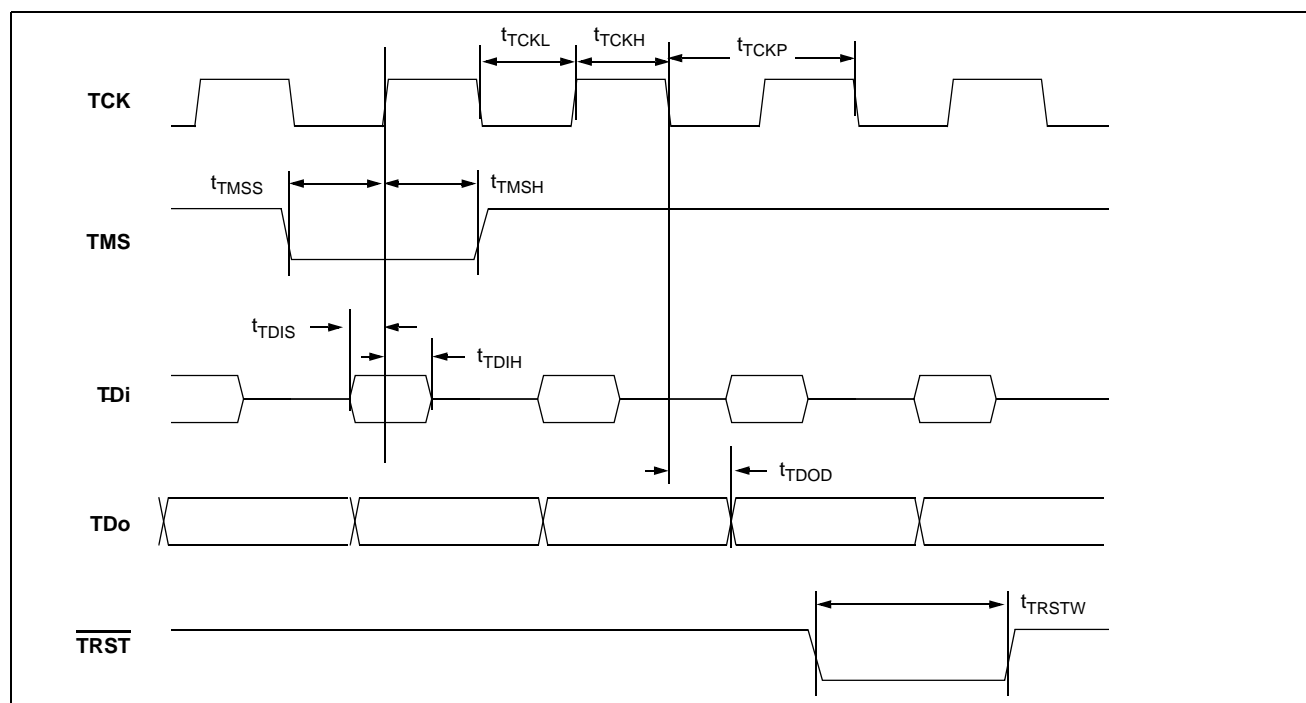 tTCKL tTCKH tTCKP
TCK
tTMSS tTMSH
TMS
tTDIS
tTDIH
TDi
tTDOD
TDo
tTRSTW
TRST